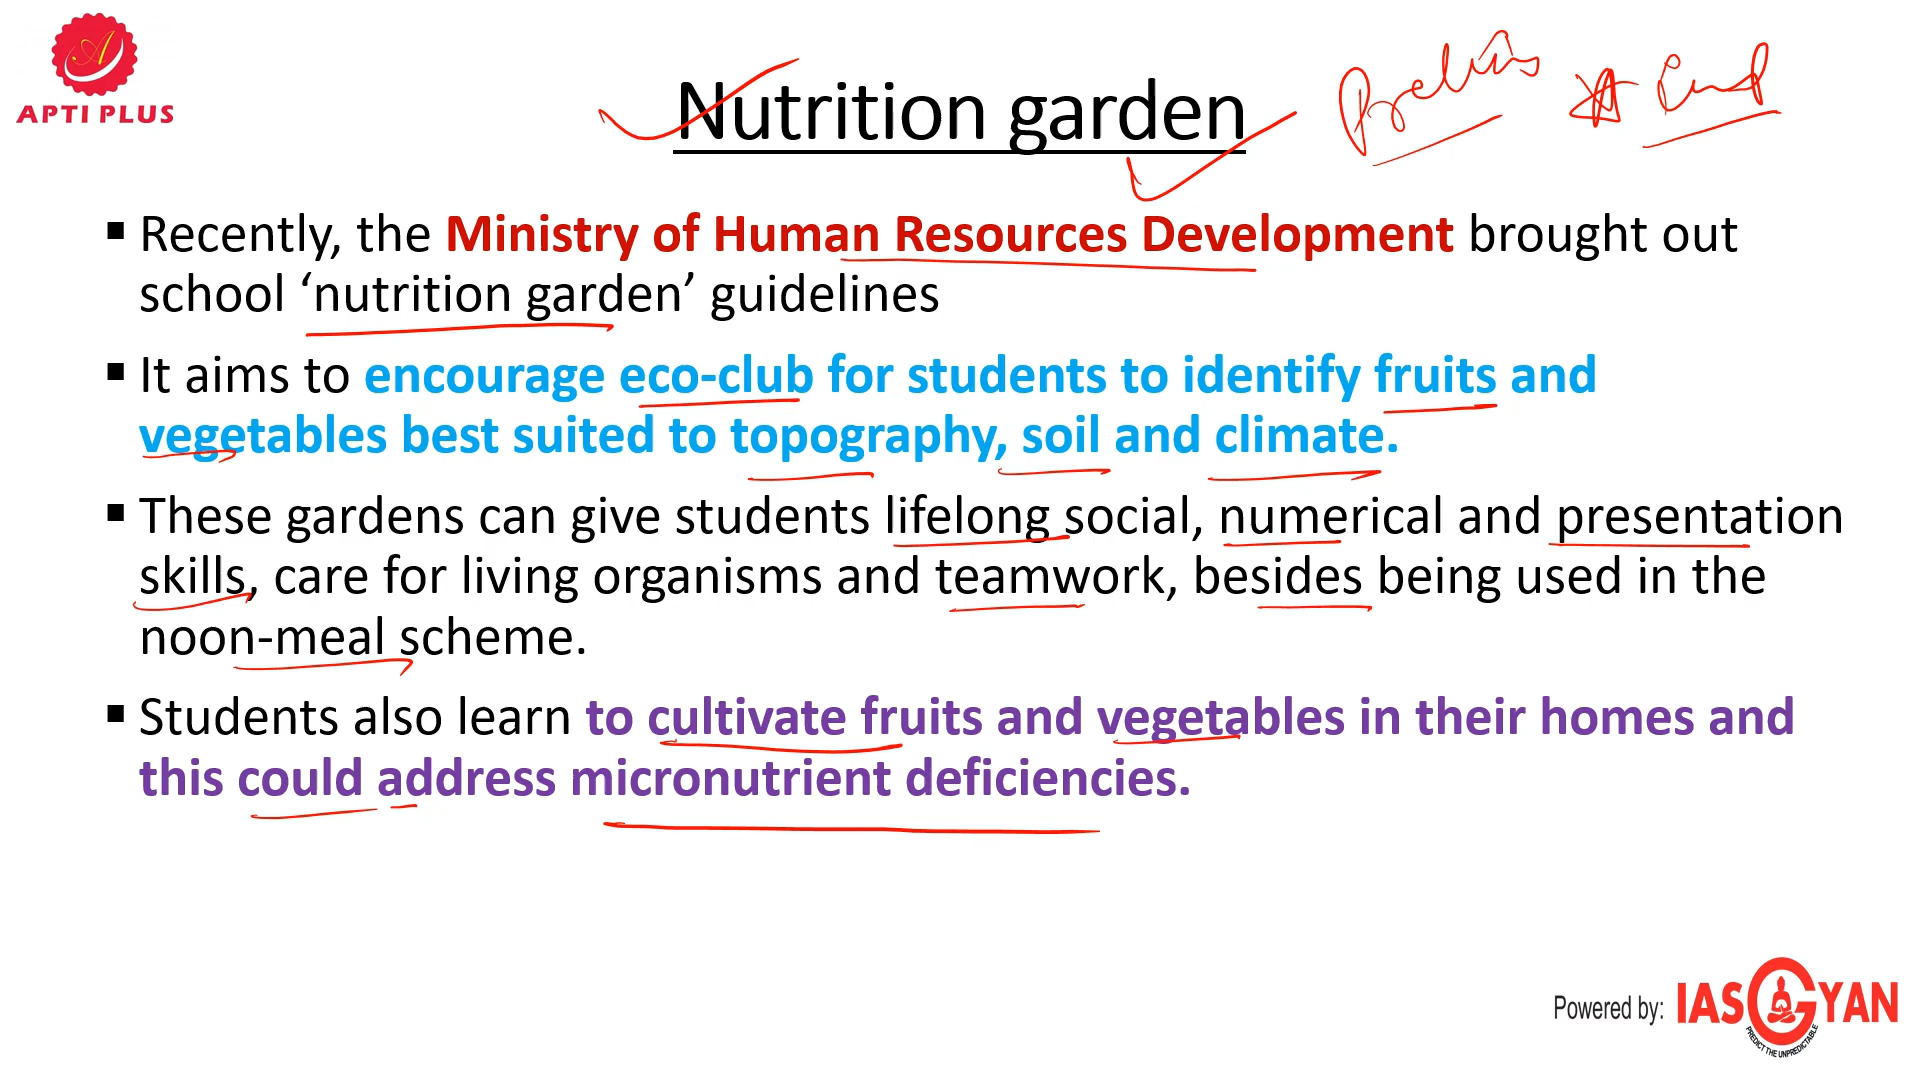 APTI PLUS
Nutrition garden
Prelims
▪ Recently, the Ministry of Human Resources Development brought out
school ‘nutrition garden’ guidelines
▪ It aims to encourage eco-club for students to identify fruits and
vegetables best suited to topography, soil and climate.
▪ These gardens can give students lifelong social, numerical and presentation
skills, care for living organisms and teamwork, besides being used in the
noon-meal scheme.
▪ Students also learn to cultivate fruits and vegetables in their homes and
this could address micronutrient deficiencies.
Powered by: IAS GYAN
PREDICT THE UNPREDICTABLE